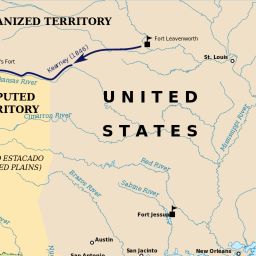 ANIZED TERRITORY
Fort Leavenworth
Kearney (1846)
St. Louis
's Fort
Arkansas River
UNITED
STATES
PUTED
RITORY
Cimarron River
Mississippi River
O ESTACADO
ED PLAINS)
Red River
Brazos River
Sabine River
Fort Jessup
Austin
San Jacinto
New Orleans
San Antonio